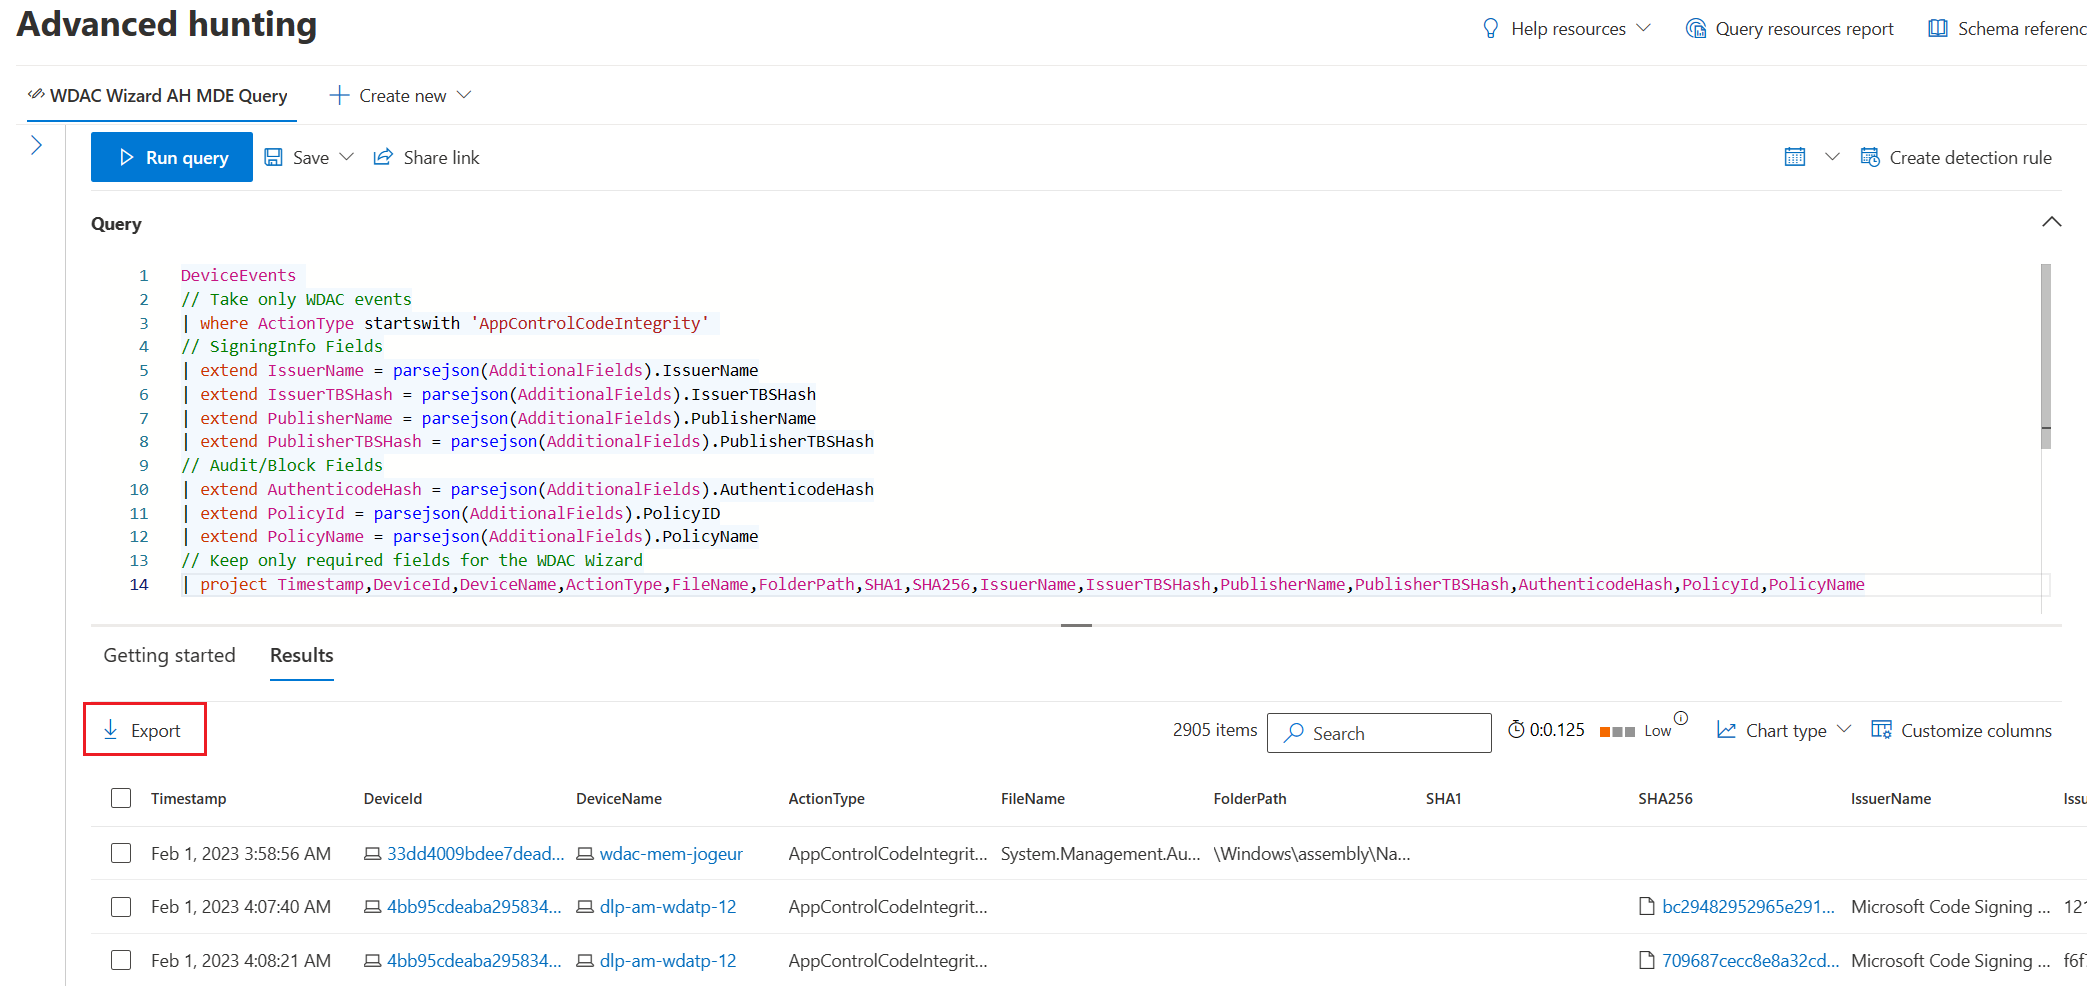 Advanced hunting
Help resources
Query resources report
Schema referenc
WDAC Wizard AH MDE Query
Create new
Run query
Save
Share link
Create detection rule
Query
1 DeviceEvents
2 // Take only WDAC events
3 | where ActionType startswith 'AppControlCodeIntegrity'
4 // SigningInfo Fields
5 | extend IssuerName = parsejson(AdditionalFields).IssuerName
6 | extend IssuerTBSHash = parsejson(AdditionalFields).IssuerTBSHash
7 | extend PublisherName = parsejson(AdditionalFields).PublisherName
8 | extend PublisherTBSHash = parsejson(AdditionalFields).PublisherTBSHash
9 // Audit/Block Fields
10 | extend AuthenticodeHash = parsejson(AdditionalFields).AuthenticodeHash
11 | extend PolicyId = parsejson(AdditionalFields).PolicyID
12 | extend PolicyName = parsejson(AdditionalFields).PolicyName
13 // Keep only required fields for the WDAC Wizard
14 | project Timestamp,DeviceId,DeviceName,ActionType,FileName,FolderPath,SHA1,SHA256,IssuerName,IssuerTBSHash,PublisherName,PublisherTBSHash,AuthenticodeHash,PolicyId,PolicyName
Getting started
Results
Export
2905 items
Search
0:0.125
Low
Chart type
Customize columns
Timestamp DeviceId DeviceName ActionType FileName FolderPath SHA1 SHA256 IssuerName Issu
Feb 1, 2023 3:58:56 AM 33dd4009bdee7dead... wdac-mem-jogeur AppControlCodeIntegrit... System.Management.Au... \Windows\assembly\Na...
Feb 1, 2023 4:07:40 AM 4bb95cdeaba295834... dlp-am-wdatp-12 AppControlCodeIntegrit... bc29482952965e291... Microsoft Code Signing ... 121
Feb 1, 2023 4:08:21 AM 4bb95cdeaba295834... dlp-am-wdatp-12 AppControlCodeIntegrit... 709687cecc8e8a32cd... Microsoft Code Signing ... f6f7